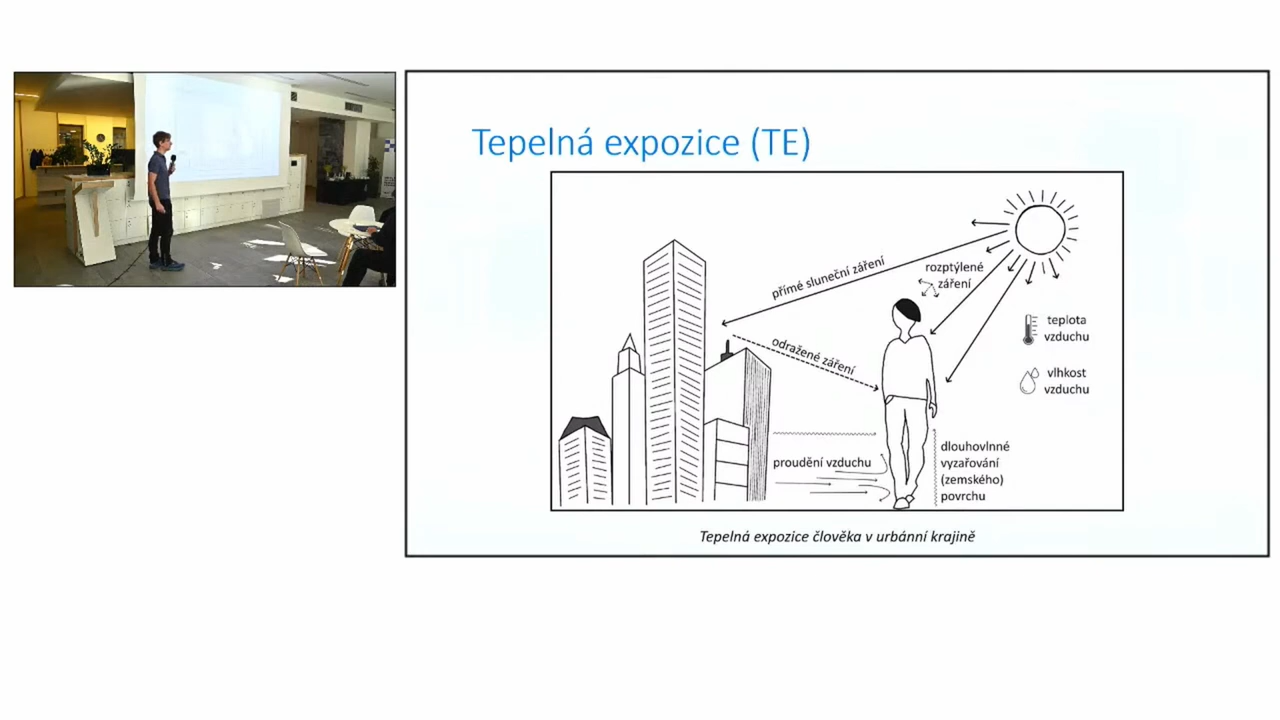 Tepelná expozice (TE)
přímé sluneční záření
rozptýlené
záření
odražené záření
teplota
vzduchu
vlhkost
vzduchu
proudění vzduchu
dlouhovlnné
vyzařování
(zemského)
povrchu
Tepelná expozice člověka v urbánní krajině